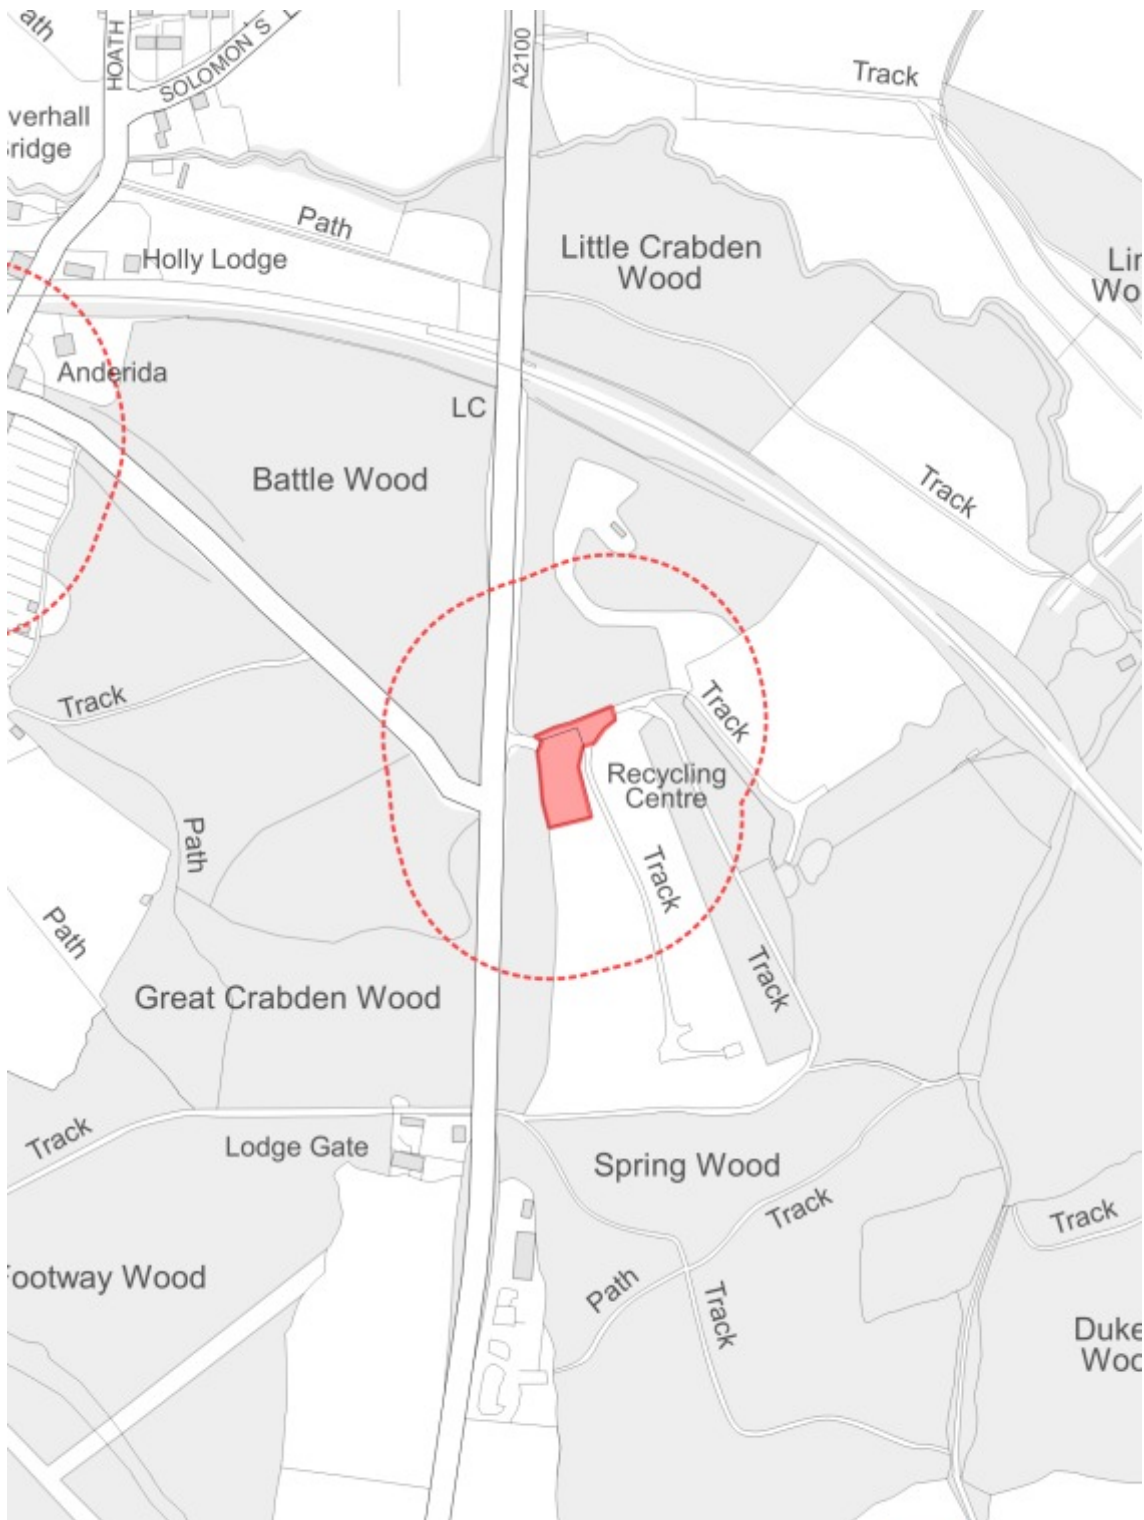 ath
HOATH
SOLOMON'S L
A2100
Track
verhall
ridge
Path
Holly Lodge
Little Crabden
Wood
Lin
Wo
Anderida
LC
Battle Wood
Track
Track
Track
Recycling
Centre
Path
Track
Path
Track
Great Crabden Wood
Track
Lodge Gate
Spring Wood
Track
Track
ootway Wood
Path
Track
Duke
Woo